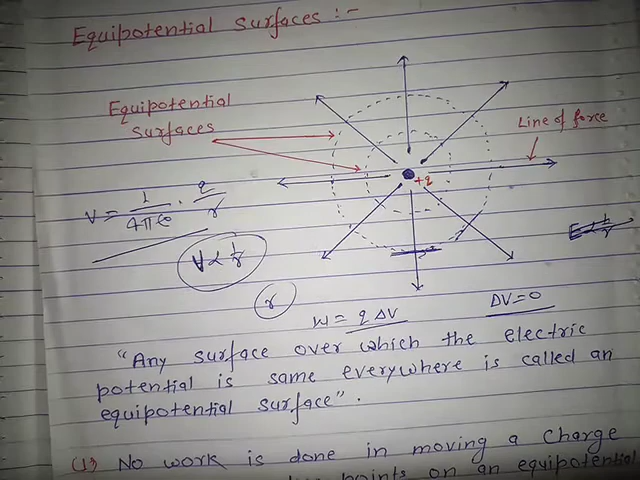 Equipotential Surfaces :-
Equipotential
Surfaces
Line of force
+q
V = 1/4πε₀ · q/r
V ∝ 1/r
r
W = q ΔV
ΔV=0
"Any surface over which the electric
potential is same everywhere is called an
equipotential surface".
(1) No work is done in moving a charge
points on an equipotential